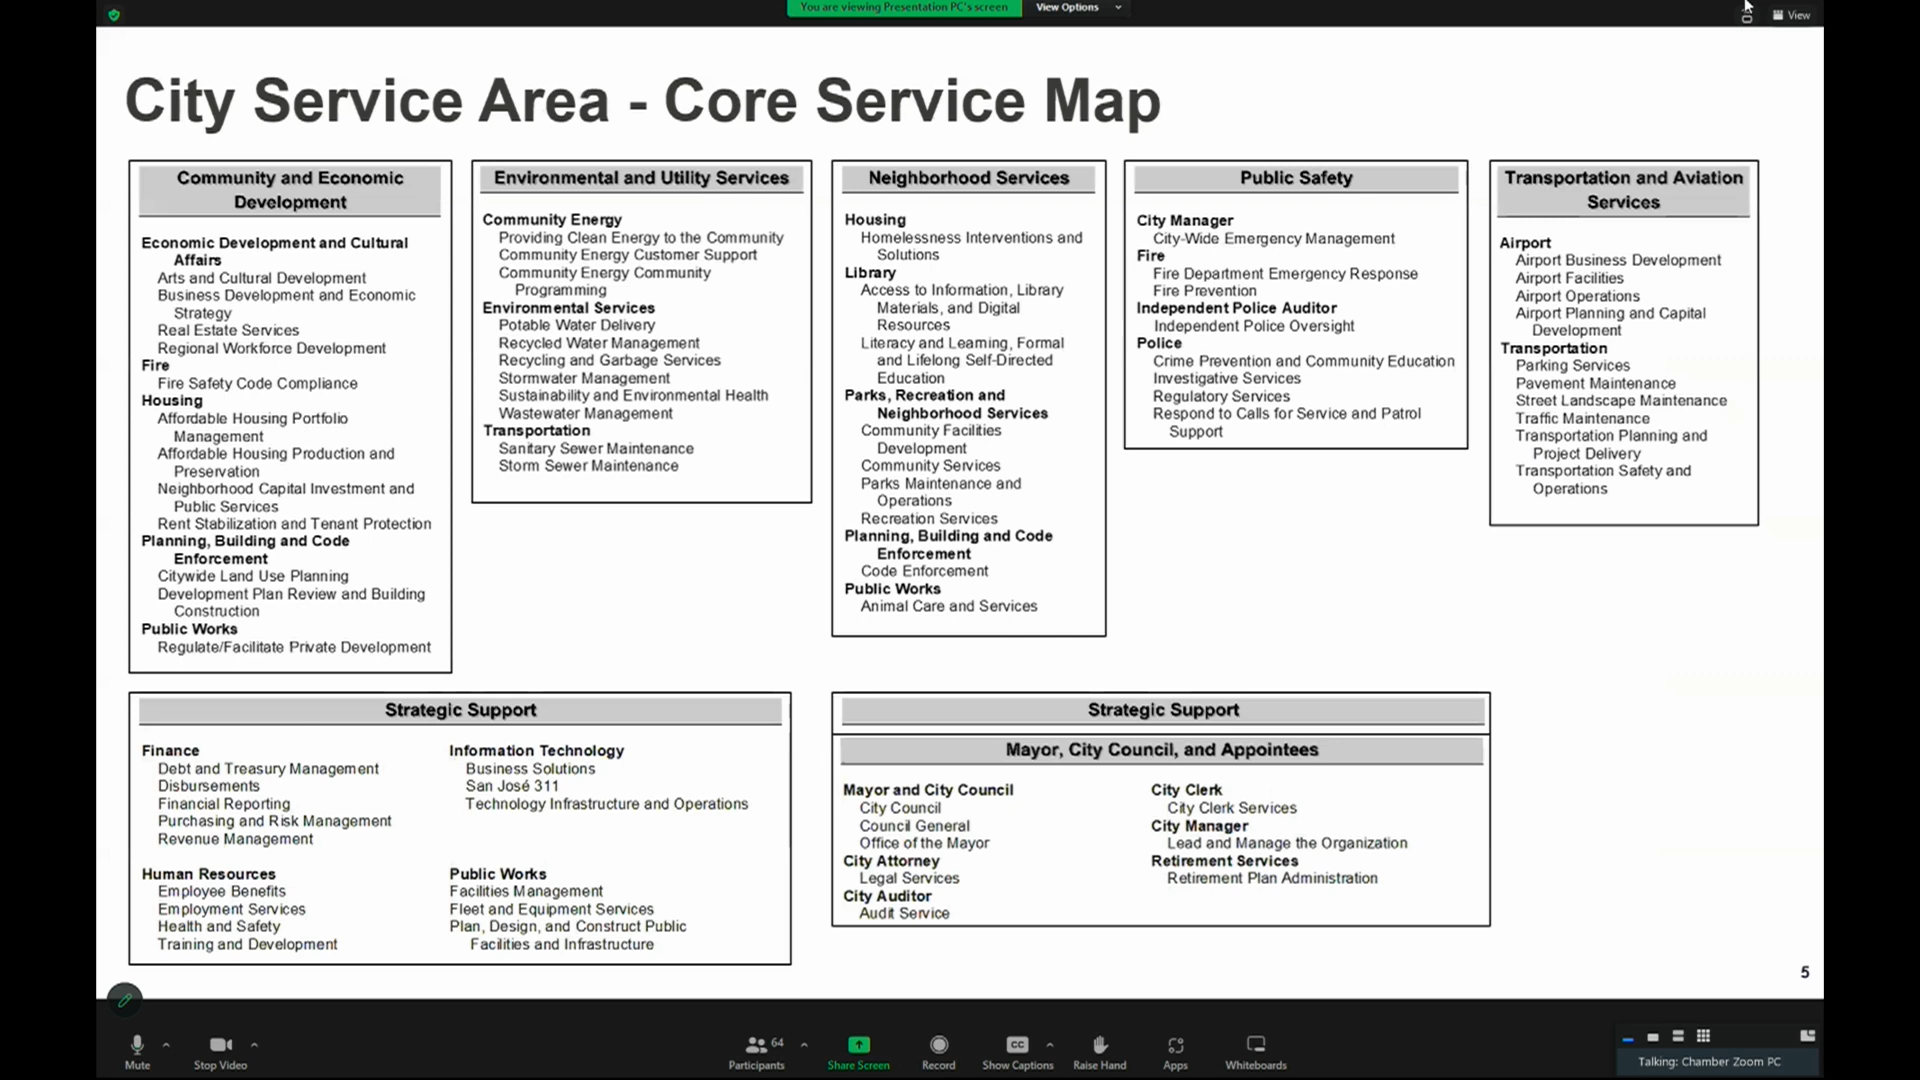 You are viewing Presentation PC's screen
View Options
View
City Service Area - Core Service Map
Community and Economic
Development
Economic Development and Cultural
Affairs
Arts and Cultural Development
Business Development and Economic
Strategy
Real Estate Services
Regional Workforce Development
Fire
Fire Safety Code Compliance
Housing
Affordable Housing Portfolio
Management
Affordable Housing Production and
Preservation
Neighborhood Capital Investment and
Public Services
Rent Stabilization and Tenant Protection
Planning, Building and Code
Enforcement
Citywide Land Use Planning
Development Plan Review and Building
Construction
Public Works
Regulate/Facilitate Private Development
Environmental and Utility Services
Community Energy
Providing Clean Energy to the Community
Community Energy Customer Support
Community Energy Community
Programming
Environmental Services
Potable Water Delivery
Recycled Water Management
Recycling and Garbage Services
Stormwater Management
Sustainability and Environmental Health
Wastewater Management
Transportation
Sanitary Sewer Maintenance
Storm Sewer Maintenance
Neighborhood Services
Housing
Homelessness Interventions and
Solutions
Library
Access to Information, Library
Materials, and Digital
Resources
Literacy and Learning, Formal
and Lifelong Self-Directed
Education
Parks, Recreation and
Neighborhood Services
Community Facilities
Development
Community Services
Parks Maintenance and
Operations
Recreation Services
Planning, Building and Code
Enforcement
Code Enforcement
Public Works
Animal Care and Services
Public Safety
City Manager
City-Wide Emergency Management
Fire
Fire Department Emergency Response
Fire Prevention
Independent Police Auditor
Independent Police Oversight
Police
Crime Prevention and Community Education
Investigative Services
Regulatory Services
Respond to Calls for Service and Patrol
Support
Transportation and Aviation
Services
Airport
Airport Business Development
Airport Facilities
Airport Operations
Airport Planning and Capital
Development
Transportation
Parking Services
Pavement Maintenance
Street Landscape Maintenance
Traffic Maintenance
Transportation Planning and
Project Delivery
Transportation Safety and
Operations
Strategic Support
Finance
Debt and Treasury Management
Disbursements
Financial Reporting
Purchasing and Risk Management
Revenue Management
Human Resources
Employee Benefits
Employment Services
Health and Safety
Training and Development
Information Technology
Business Solutions
San José 311
Technology Infrastructure and Operations
Public Works
Facilities Management
Fleet and Equipment Services
Plan, Design, and Construct Public
Facilities and Infrastructure
Strategic Support
Mayor, City Council, and Appointees
Mayor and City Council
City Council
Council General
Office of the Mayor
City Attorney
Legal Services
City Auditor
Audit Service
City Clerk
City Clerk Services
City Manager
Lead and Manage the Organization
Retirement Services
Retirement Plan Administration
5
Mute
Stop Video
64
Participants
Share Screen
Record
CC
Show Captions
Raise Hand
Apps
Whiteboards
Talking: Chamber Zoom PC